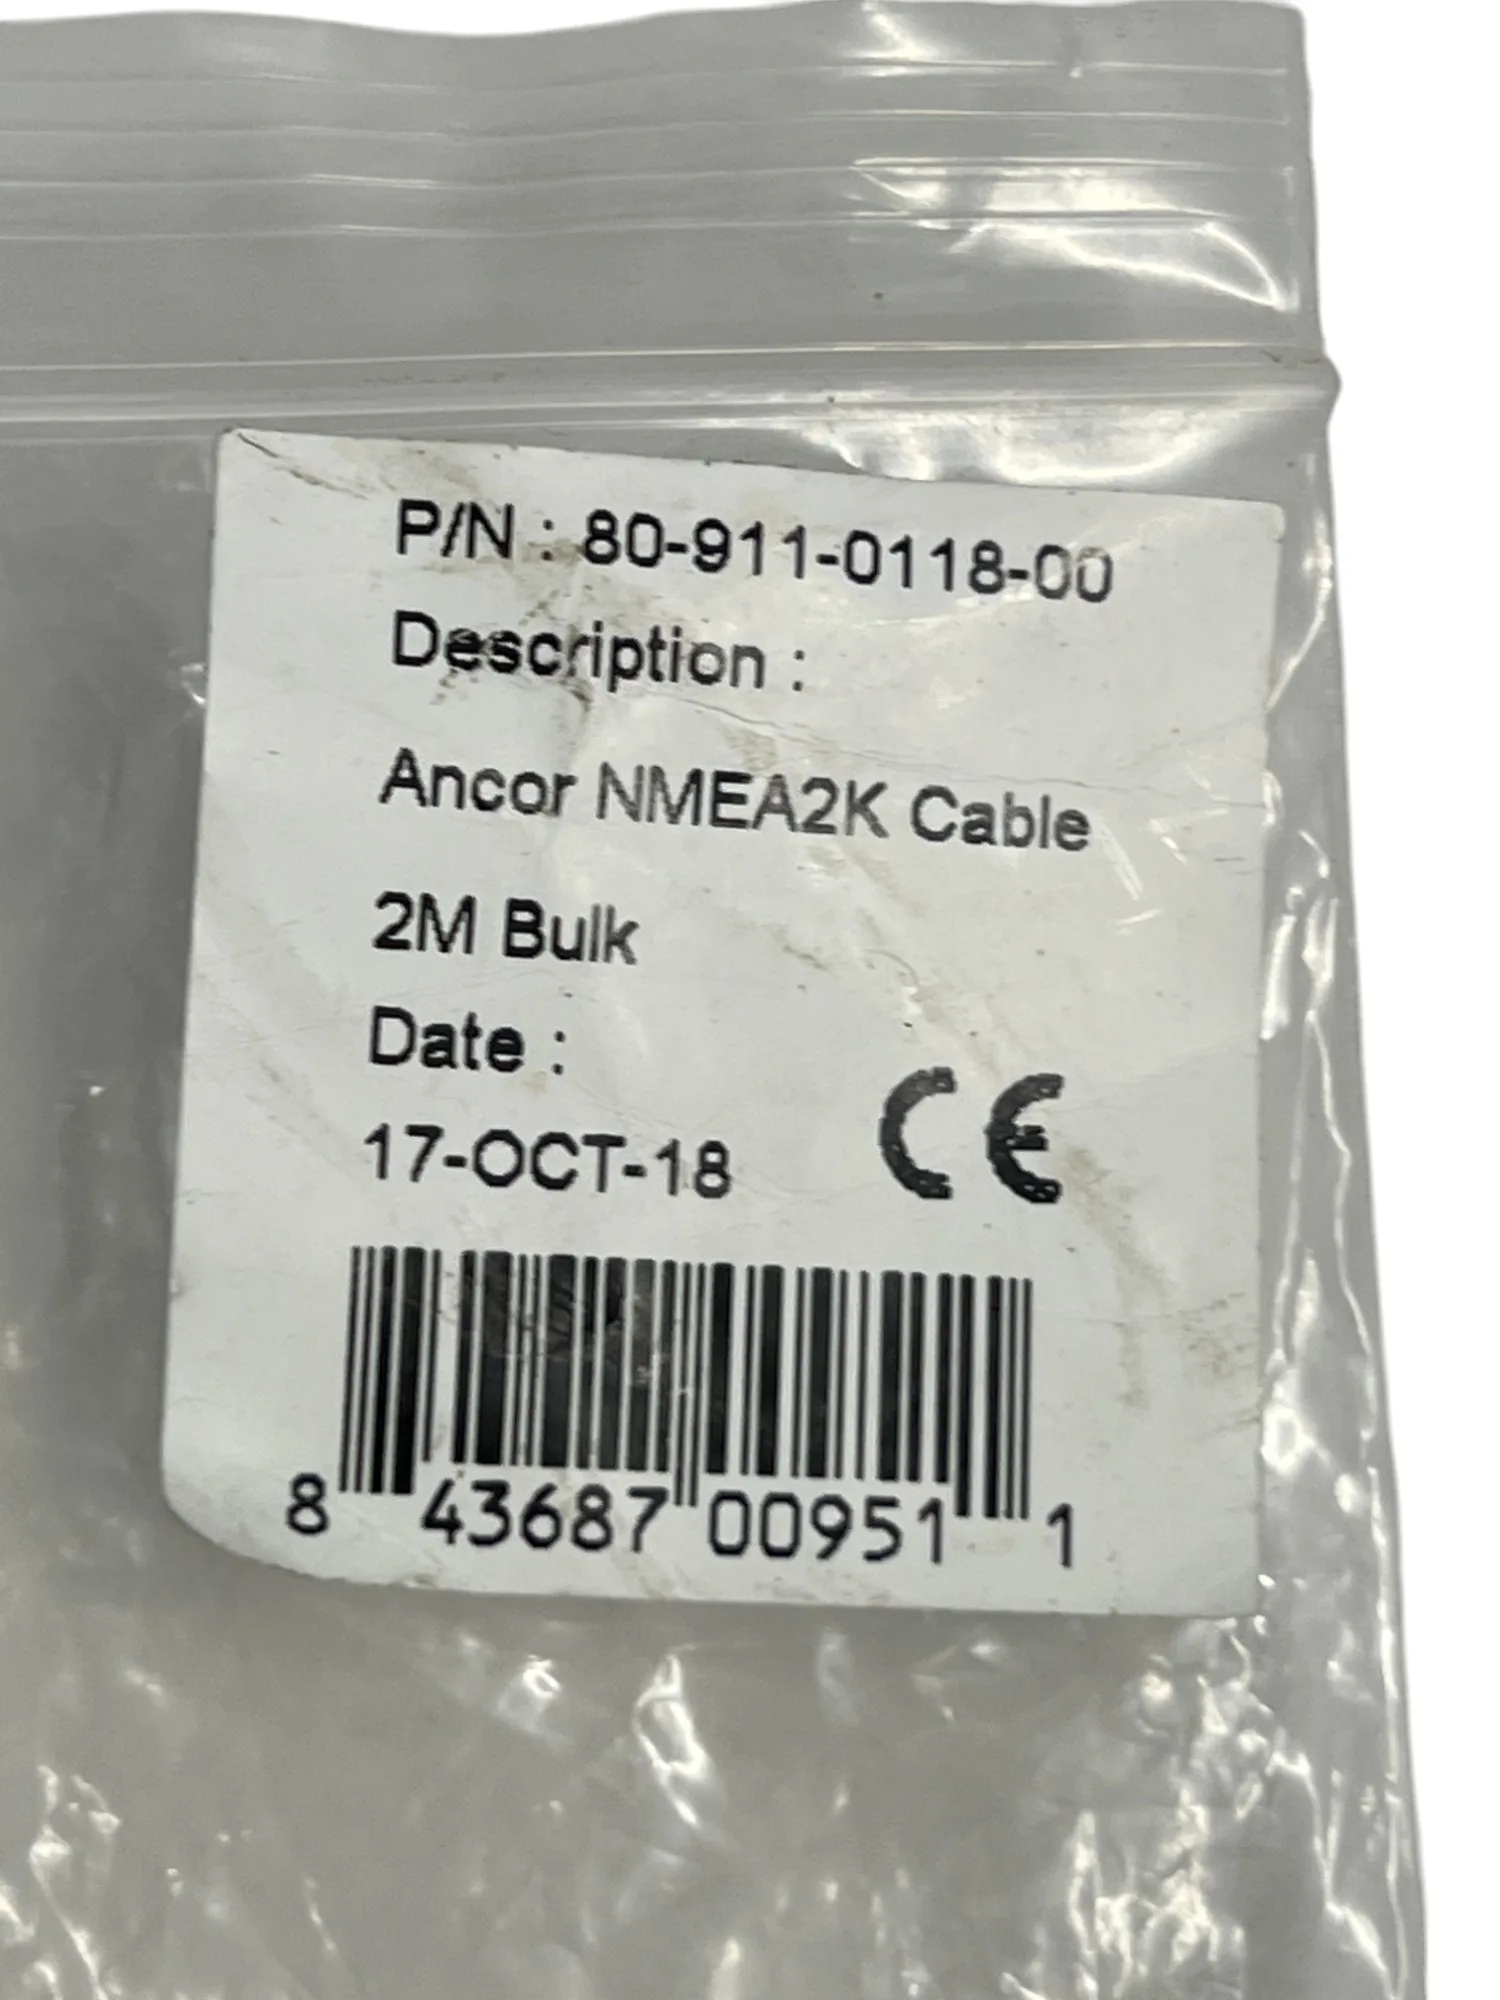 P/N : 80-911-0118-00
Description :
Ancor NMEA2K Cable
2M Bulk
Date :
17-OCT-18
CE
8 43687 00951 1